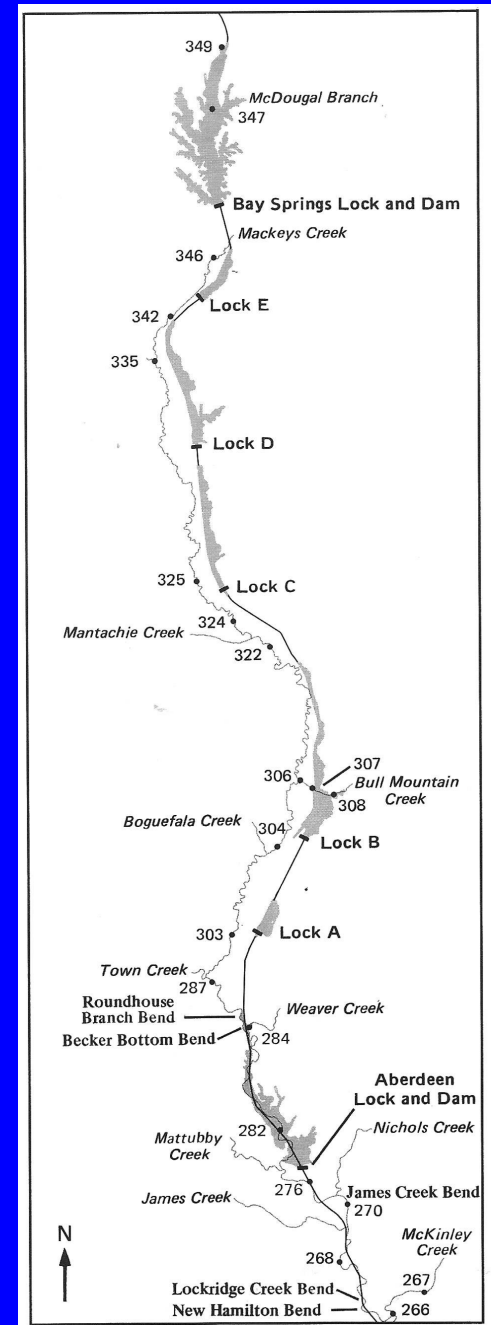 349
McDougal Branch
347
Bay Springs Lock and Dam
Mackeys Creek
346
Lock E
342
335
Lock D
325
Lock C
324
Mantachie Creek
322
307
306
Bull Mountain
Creek
308
Boguefala Creek
304
Lock B
303
Lock A
Town Creek
287
Roundhouse
Branch Bend
Weaver Creek
Becker Bottom Bend
284
Aberdeen
Lock and Dam
282
Nichols Creek
Mattubby
Creek
276
James Creek Bend
James Creek
270
N
McKinley
Creek
268
267
Lockridge Creek Bend
New Hamilton Bend
266